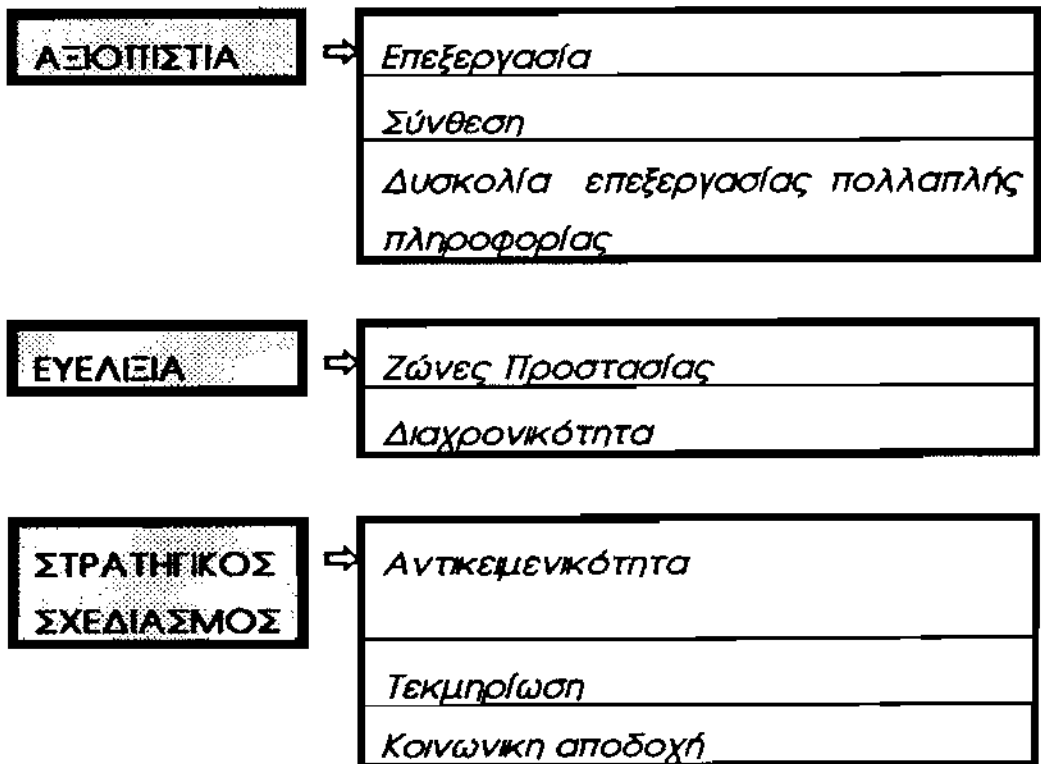 ΑΞΙΟΠΙΣΤΙΑ
Επεξεργασία
Σύνθεση
Δυσκολία επεξεργασίας πολλαπλής
πληροφορίας
ΕΥΕΛΙΞΙΑ
Ζώνες Προστασίας
Διαχρονικότητα
ΣΤΡΑΤΗΓΙΚΟΣ
ΣΧΕΔΙΑΣΜΟΣ
Αντικειμενικότητα
Τεκμηρίωση
Κοινωνικη αποδοχή